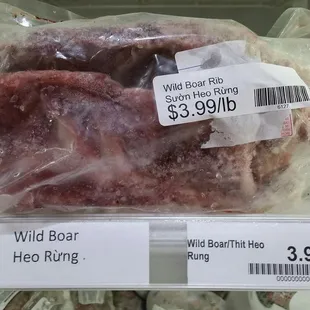 Wild Boar Rib
Sườn Heo Rừng
$3.99/lb
6127
Wild Boar
Heo Rừng
Wild Boar/Thit Heo
Rung
3.9